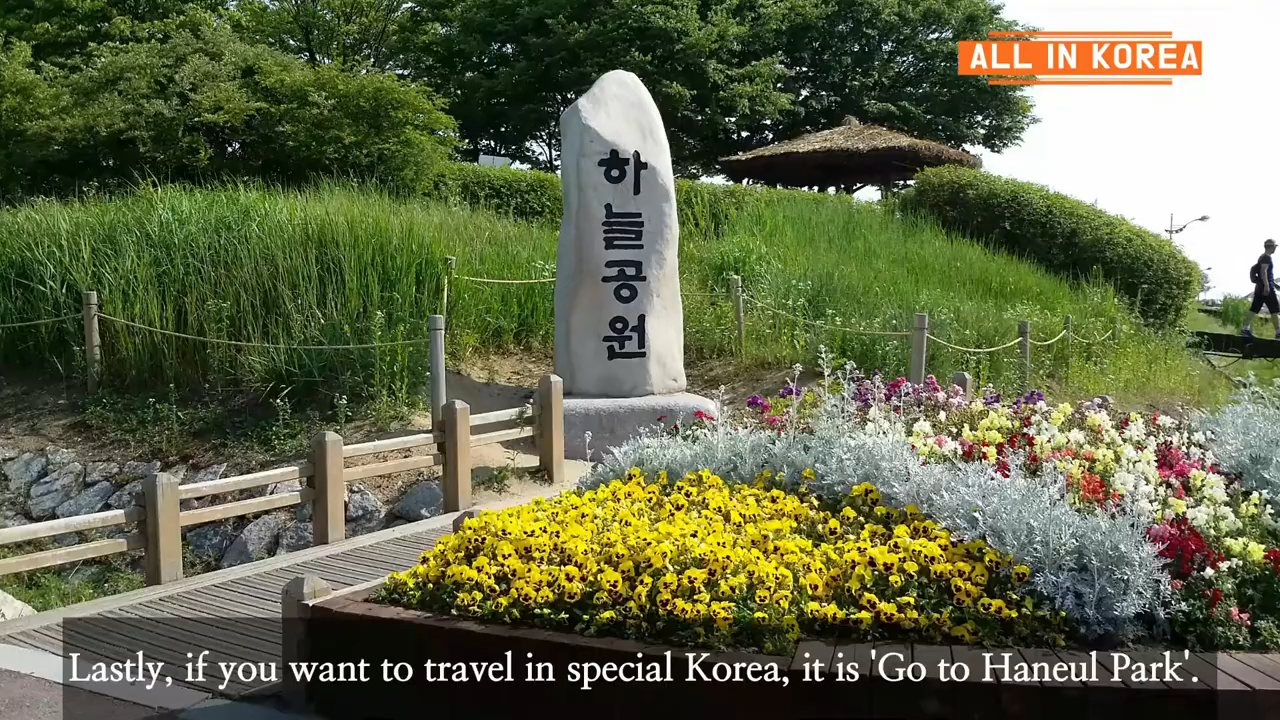 ALL IN KOREA
하늘공원
Lastly, if you want to travel in special Korea, it is 'Go to Haneul Park'.